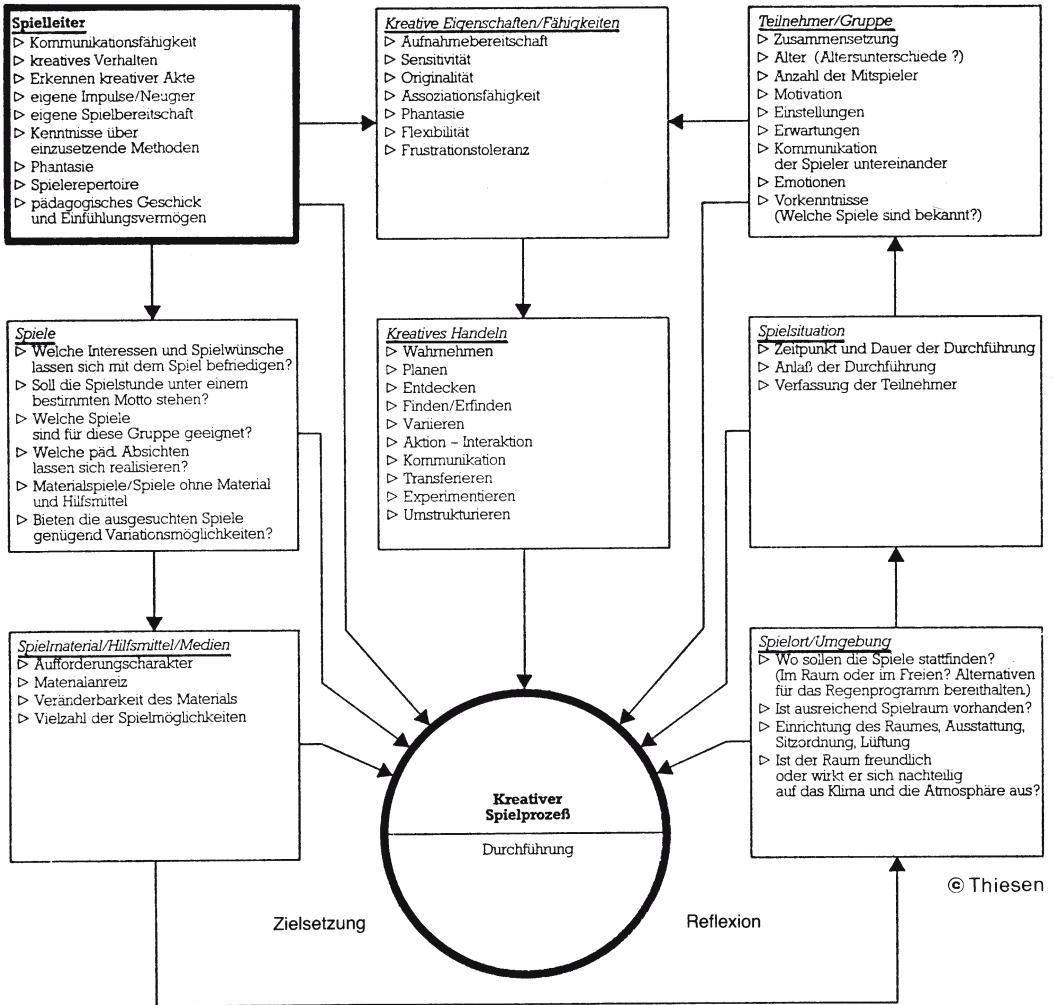 Spielleiter
▷ Kommunikationsfähigkeit
▷ kreatives Verhalten
▷ Erkennen kreativer Akte
▷ eigene Impulse/Neugier
▷ eigene Spielbereitschaft
▷ Kenntnisse über
einzusetzende Methoden
▷ Phantasie
▷ Spielerepertoire
▷ pädagogisches Geschick
und Einfühlungsvermögen
Kreative Eigenschaften/Fähigkeiten
▷ Aufnahmebereitschaft
▷ Sensitivität
▷ Originalität
▷ Assoziationsfähigkeit
▷ Phantasie
▷ Flexibilität
▷ Frustrationstoleranz
Teilnehmer/Gruppe
▷ Zusammensetzung
▷ Alter (Altersunterschiede ?)
▷ Anzahl der Mitspieler
▷ Motivation
▷ Einstellungen
▷ Erwartungen
▷ Kommunikation
der Spieler untereinander
▷ Emotionen
▷ Vorkenntnisse
(Welche Spiele sind bekannt?)
Spiele
▷ Welche Interessen und Spielwünsche
lassen sich mit dem Spiel befriedigen?
▷ Soll die Spielstunde unter einem
bestimmten Motto stehen?
▷ Welche Spiele
sind für diese Gruppe geeignet?
▷ Welche päd. Absichten
lassen sich realisieren?
▷ Materialspiele/Spiele ohne Material
und Hilfsmittel
▷ Bieten die ausgesuchten Spiele
genügend Variationsmöglichkeiten?
Kreatives Handeln
▷ Wahrnehmen
▷ Planen
▷ Entdecken
▷ Finden/Erfinden
▷ Variieren
▷ Aktion – Interaktion
▷ Kommunikation
▷ Transferieren
▷ Experimentieren
▷ Umstrukturieren
Spielsituation
▷ Zeitpunkt und Dauer der Durchführung
▷ Anlaß der Durchführung
▷ Verfassung der Teilnehmer
Spielmaterial/Hilfsmittel/Medien
▷ Aufforderungscharakter
▷ Materialanreiz
▷ Veränderbarkeit des Materials
▷ Vielzahl der Spielmöglichkeiten
Spielort/Umgebung
▷ Wo sollen die Spiele stattfinden?
(Im Raum oder im Freien? Alternativen
für das Regenprogramm bereithalten.)
▷ Ist ausreichend Spielraum vorhanden?
▷ Einrichtung des Raumes, Ausstattung,
Sitzordnung, Lüftung
▷ Ist der Raum freundlich
oder wirkt er sich nachteilig
auf das Klima und die Atmosphäre aus?
Kreativer
Spielprozeß
Durchführung
© Thiesen
Zielsetzung
Reflexion